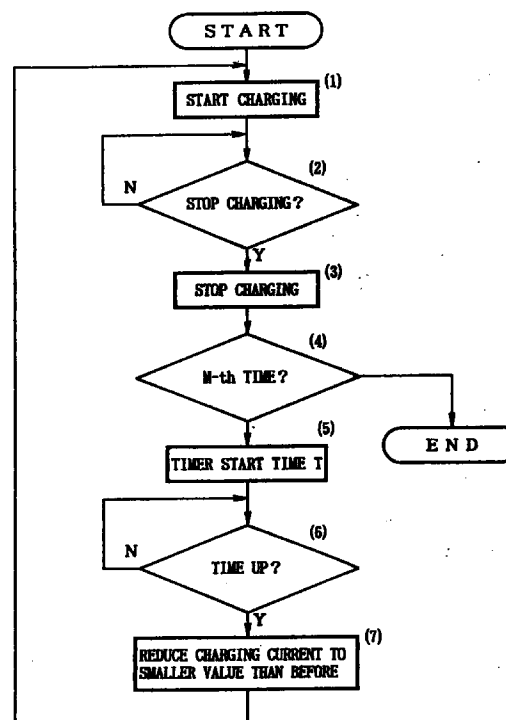 START
(1)
START CHARGING
(2)
N
STOP CHARGING?
Y
(3)
STOP CHARGING
(4)
M-th TIME?
(5)
END
TIMER START TIME T
(6)
N
TIME UP?
Y
(7)
REDUCE CHARGING CURRENT TO
SMALLER VALUE THAN BEFORE